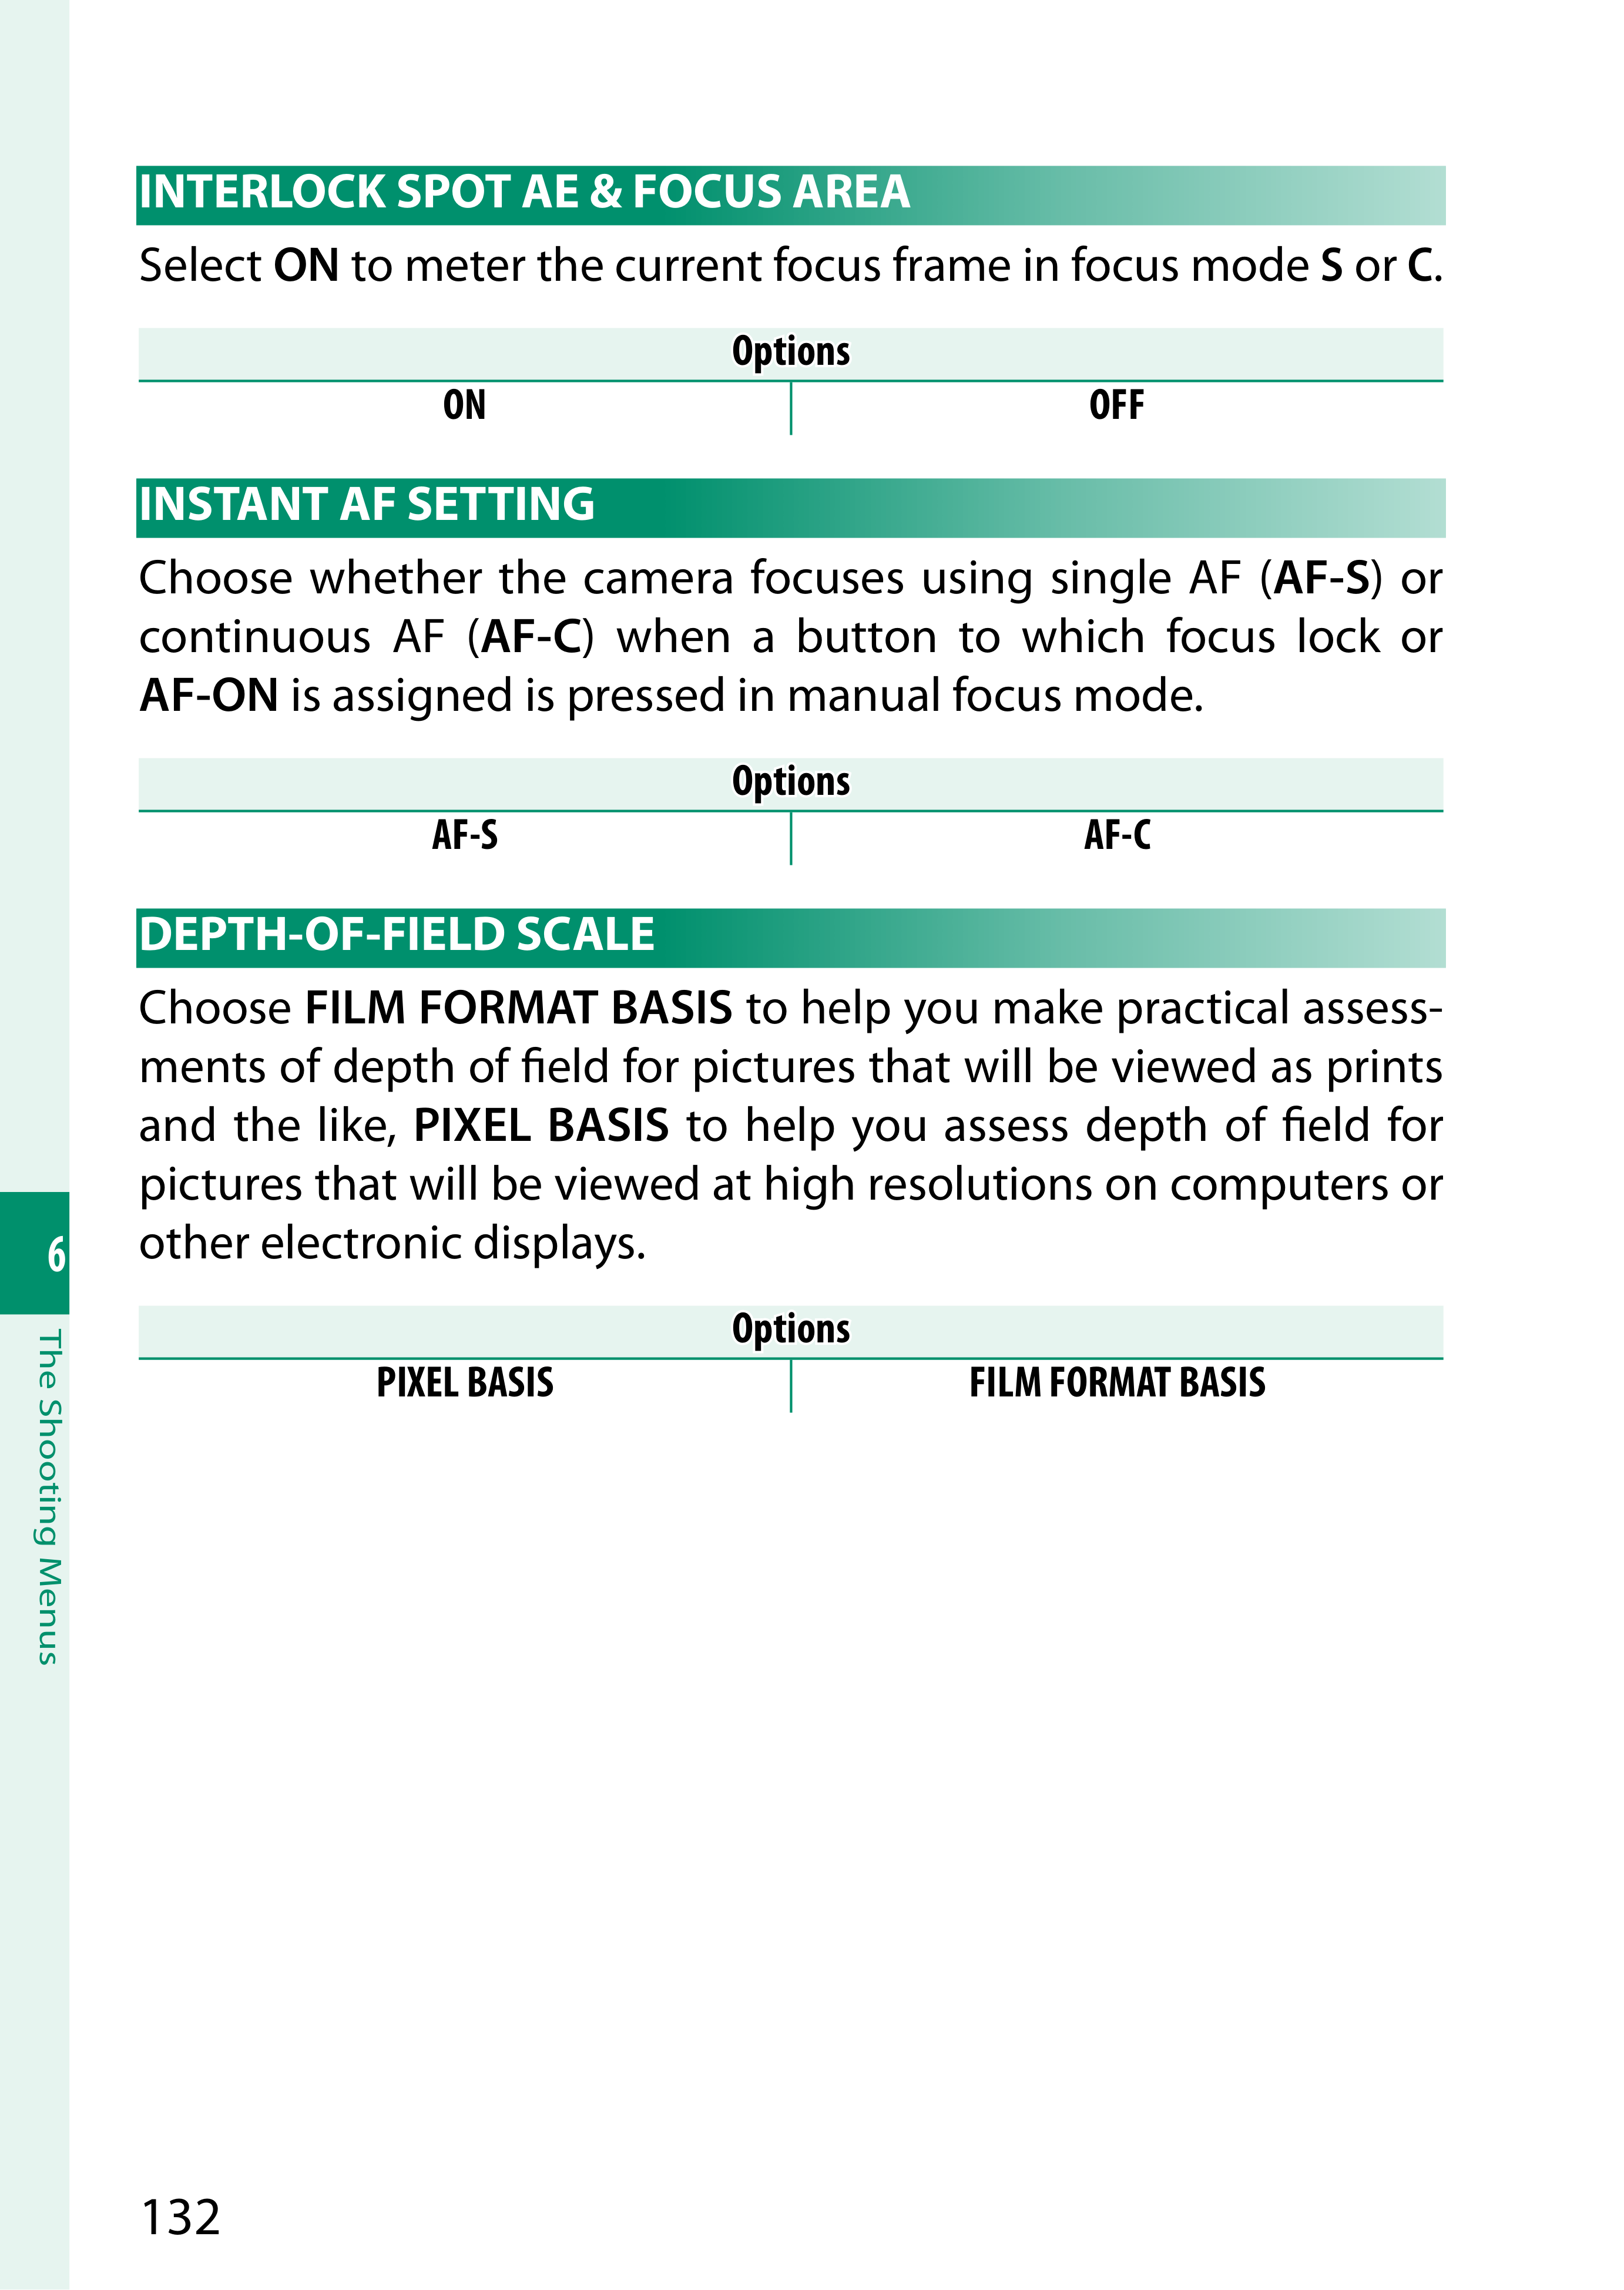 INTERLOCK SPOT AE & FOCUS AREA
Select ON to meter the current focus frame in focus mode S or C.
Options
ON OFF
INSTANT AF SETTING
Choose whether the camera focuses using single AF (AF-S) or
continuous AF (AF-C) when a button to which focus lock or
AF-ON is assigned is pressed in manual focus mode.
Options
AF-S AF-C
DEPTH-OF-FIELD SCALE
Choose FILM FORMAT BASIS to help you make practical assess-
ments of depth of field for pictures that will be viewed as prints
and the like, PIXEL BASIS to help you assess depth of field for
pictures that will be viewed at high resolutions on computers or
other electronic displays.
Options
PIXEL BASIS FILM FORMAT BASIS
6
The Shooting Menus
132